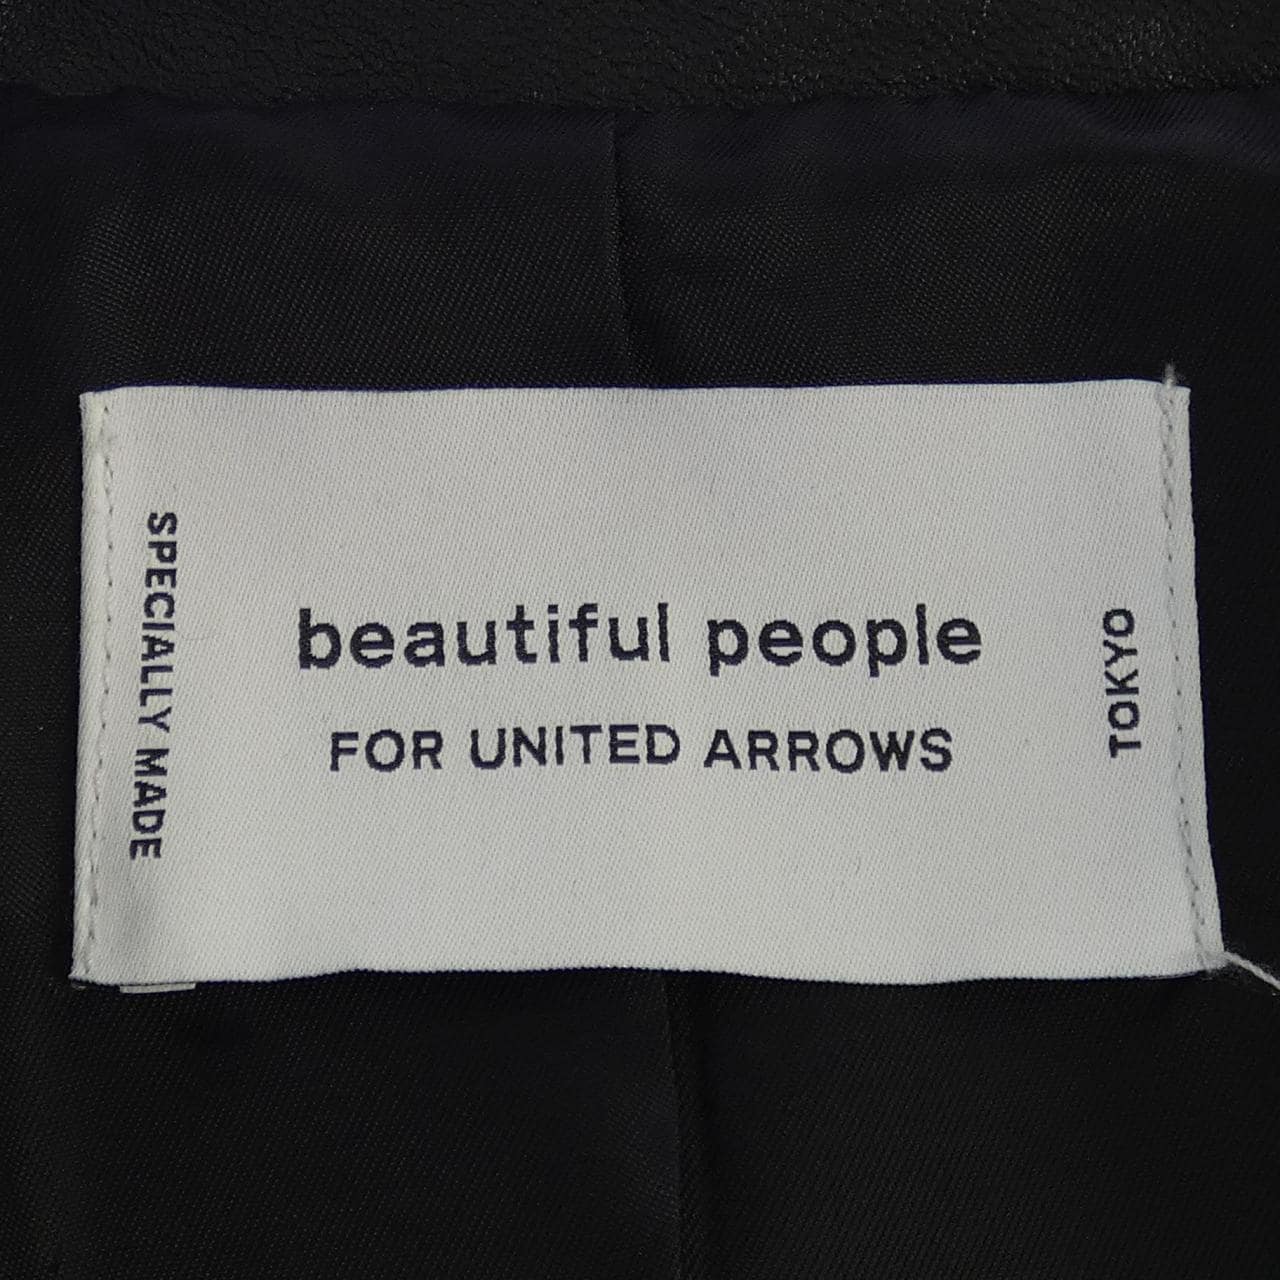 SPECIALLY MADE
beautiful people
FOR UNITED ARROWS
TOKYO